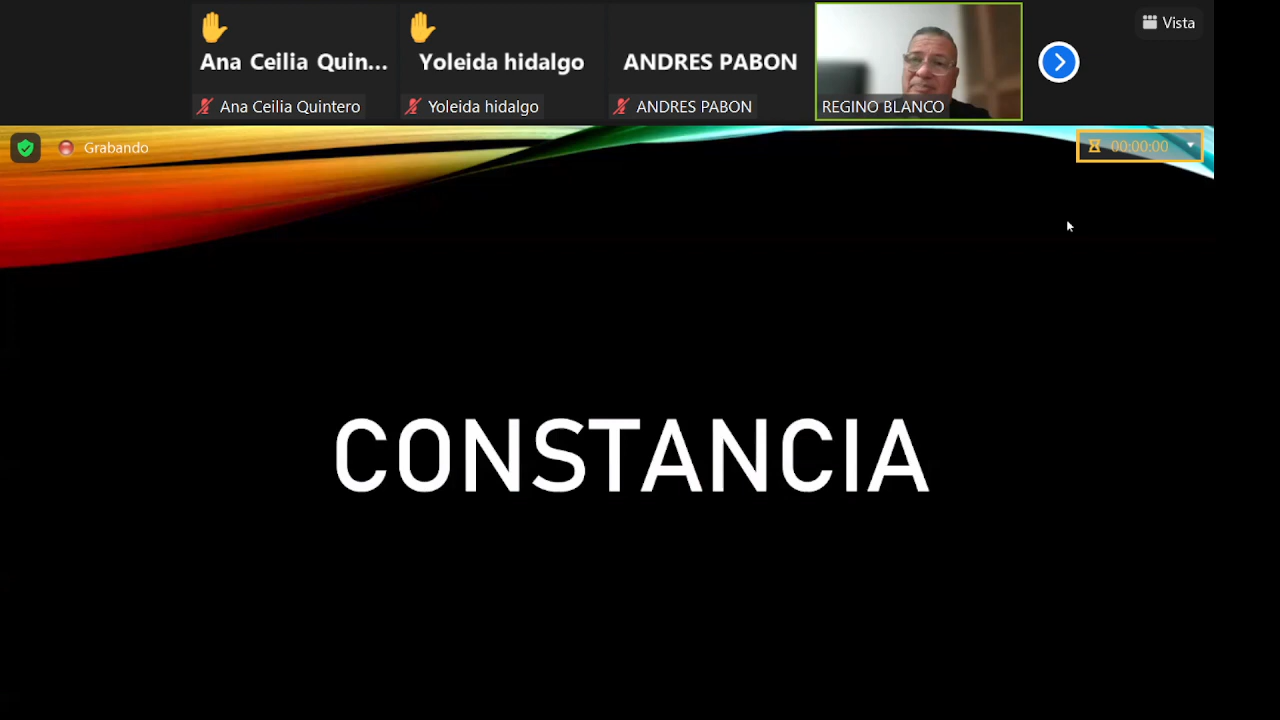 Ana Ceilia Quin...
Yoleida hidalgo
ANDRES PABON
Vista
Ana Ceilia Quintero
Yoleida hidalgo
ANDRES PABON
REGINO BLANCO
Grabando
00:00:00
CONSTANCIA